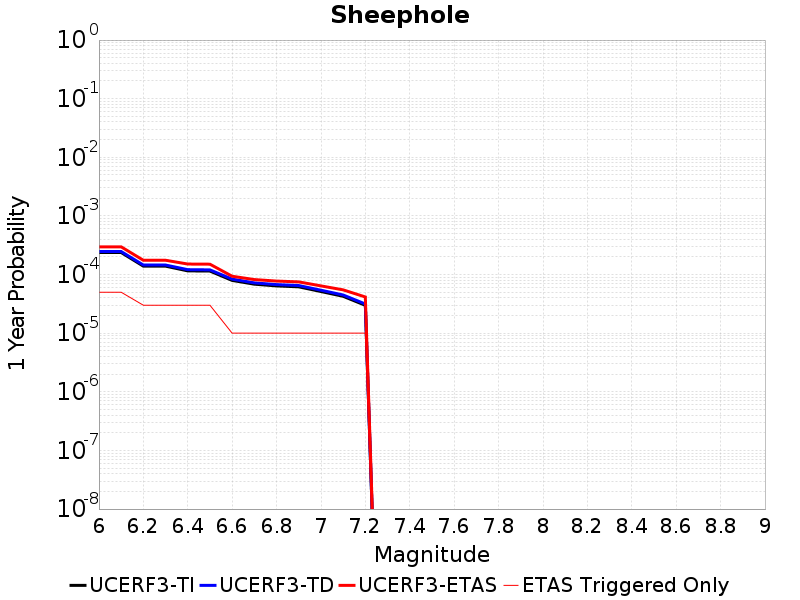 Sheephole
1 Year Probability
10^0
10^-1
10^-2
10^-3
10^-4
10^-5
10^-6
10^-7
10^-8
6 6.2 6.4 6.6 6.8 7 7.2 7.4 7.6 7.8 8 8.2 8.4 8.6 8.8 9
Magnitude
UCERF3-TI UCERF3-TD UCERF3-ETAS ETAS Triggered Only